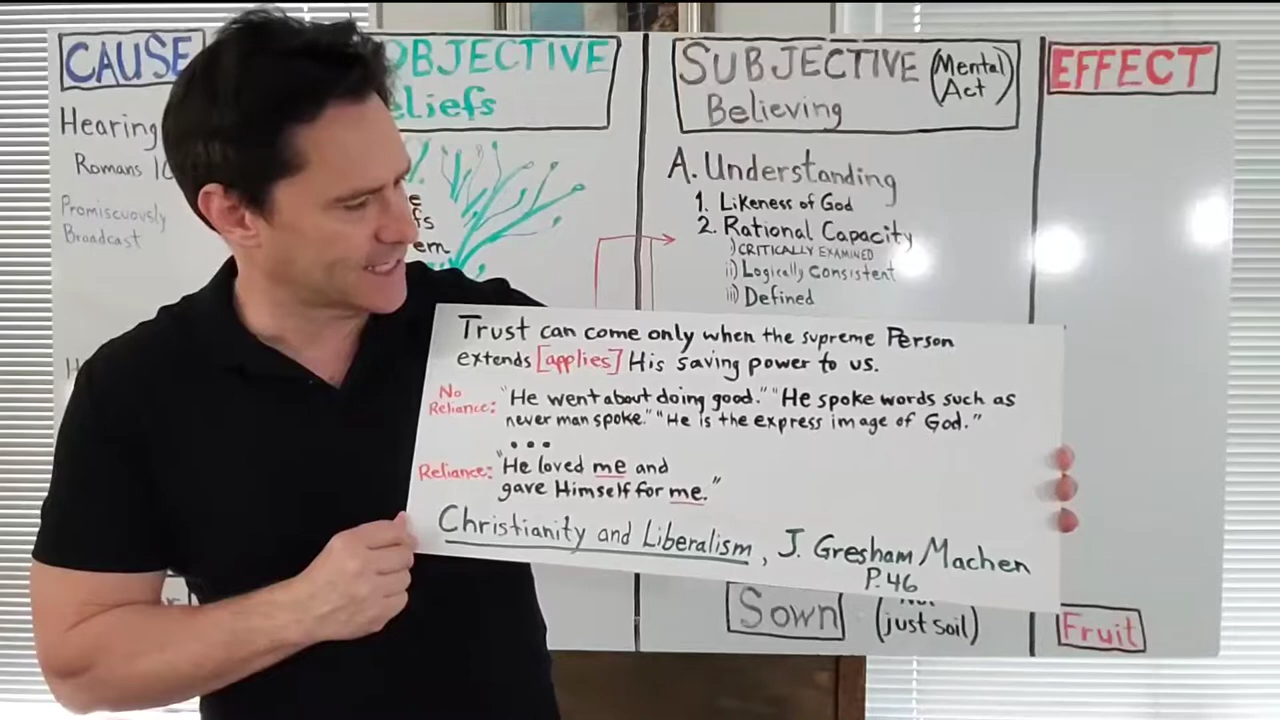 CAUSE
Hearing
Romans 10
Promiscuously
Broadcast
OBJECTIVE
eliefs
e
fs
em
SUBJECTIVE (Mental Act)
Believing
A. Understanding
1. Likeness of God
2. Rational Capacity
i) CRITICALLY EXAMINED
ii) Logically Consistent
iii) Defined
EFFECT
Trust can come only when the supreme Person
extends [applies] His saving power to us.
No Reliance: "He went about doing good." "He spoke words such as
never man spoke." "He is the express image of God."
...
Reliance: "He loved me and
gave Himself for me."
Christianity and Liberalism, J. Gresham Machen
P. 46
Sown
(just soil)
Fruit